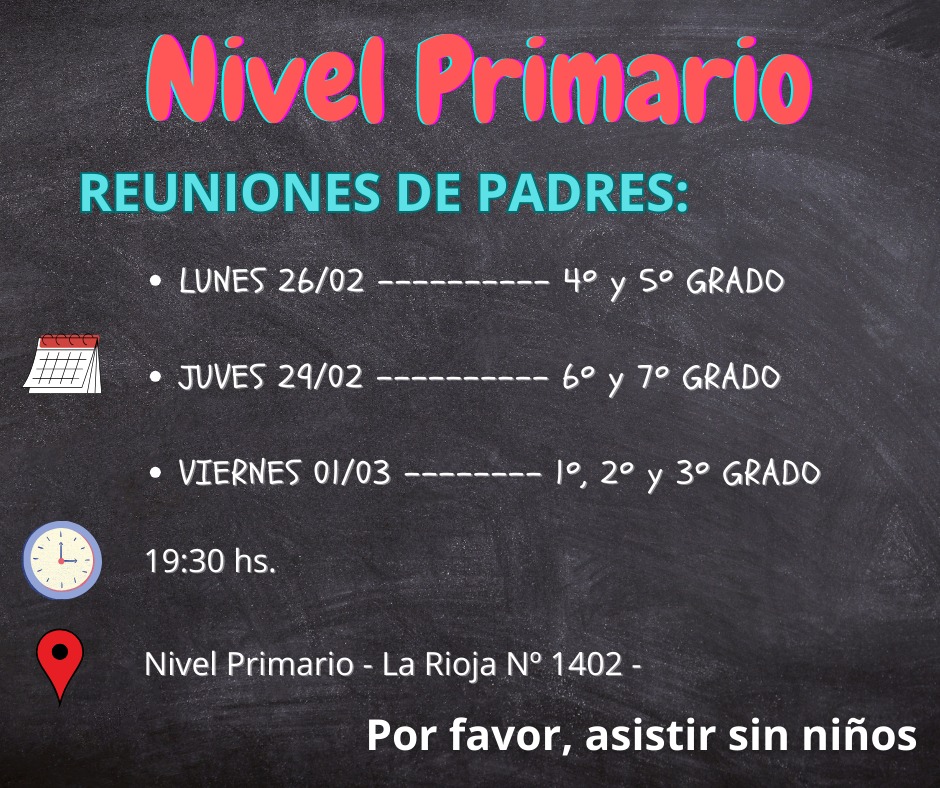 Nivel Primario
REUNIONES DE PADRES:
• LUNES 26/02 ---------- 4º y 5º GRADO
• JUVES 29/02 ---------- 6º y 7º GRADO
• VIERNES 01/03 -------- 1º, 2º y 3º GRADO
19:30 hs.
Nivel Primario - La Rioja Nº 1402 -
Por favor, asistir sin niños